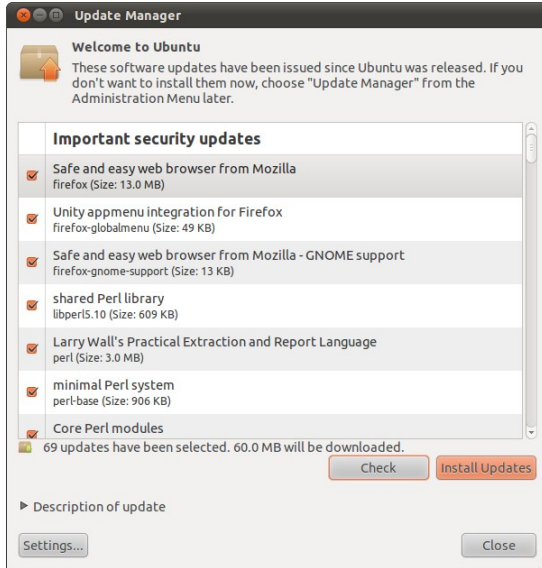 Update Manager
Welcome to Ubuntu
These software updates have been issued since Ubuntu was released. If you
don't want to install them now, choose "Update Manager" from the
Administration Menu later.
Important security updates
Safe and easy web browser from Mozilla
firefox (Size: 13.0 MB)
Unity appmenu integration for Firefox
firefox-globalmenu (Size: 49 KB)
Safe and easy web browser from Mozilla - GNOME support
firefox-gnome-support (Size: 13 KB)
shared Perl library
libperl5.10 (Size: 609 KB)
Larry Wall's Practical Extraction and Report Language
perl (Size: 3.0 MB)
minimal Perl system
perl-base (Size: 906 KB)
Core Perl modules
69 updates have been selected. 60.0 MB will be downloaded.
Check
Install Updates
Description of update
Settings...
Close